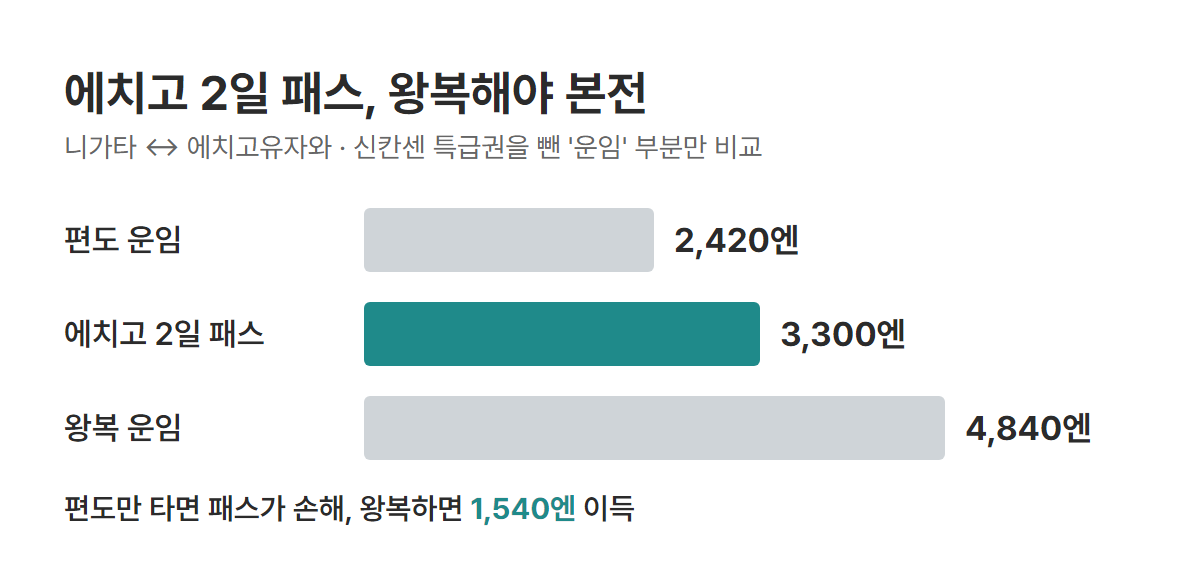 에치고 2일 패스, 왕복해야 본전
니가타 ↔ 에치고유자와 · 신칸센 특급권을 뺀 '운임' 부분만 비교
편도 운임 2,420엔
에치고 2일 패스 3,300엔
왕복 운임 4,840엔
편도만 타면 패스가 손해, 왕복하면 1,540엔 이득